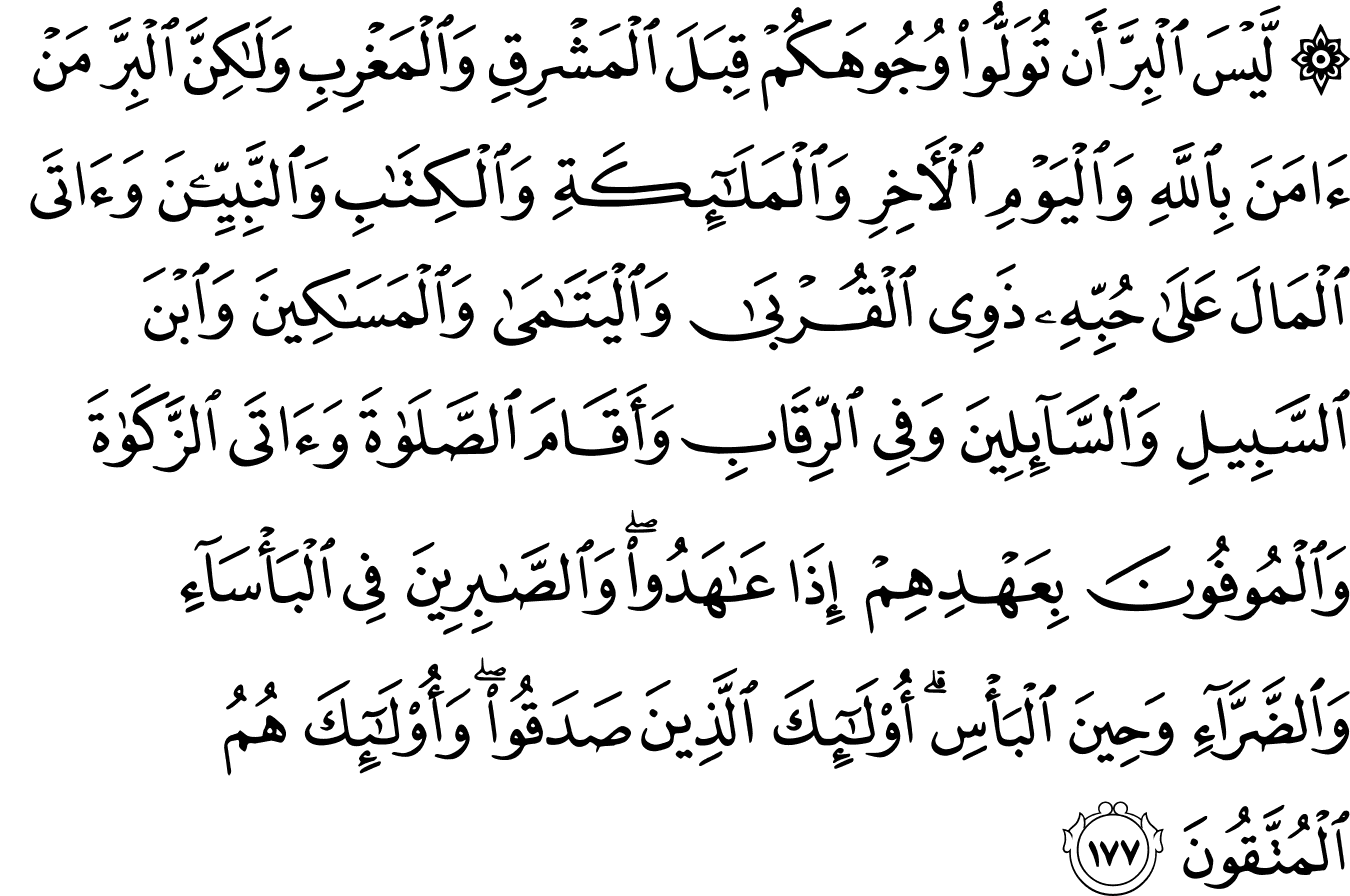 ۞ لَّيْسَ ٱلْبِرَّ أَن تُوَلُّوا۟ وُجُوهَكُمْ قِبَلَ ٱلْمَشْرِقِ وَٱلْمَغْرِبِ وَلَـٰكِنَّ ٱلْبِرَّ مَنْ
ءَامَنَ بِٱللَّهِ وَٱلْيَوْمِ ٱلْـَٔاخِرِ وَٱلْمَلَـٰٓئِكَةِ وَٱلْكِتَـٰبِ وَٱلنَّبِيِّـۧنَ وَءَاتَى
ٱلْمَالَ عَلَىٰ حُبِّهِۦ ذَوِى ٱلْقُرْبَىٰ وَٱلْيَتَـٰمَىٰ وَٱلْمَسَـٰكِينَ وَٱبْنَ
ٱلسَّبِيلِ وَٱلسَّآئِلِينَ وَفِى ٱلرِّقَابِ وَأَقَامَ ٱلصَّلَوٰةَ وَءَاتَى ٱلزَّكَوٰةَ
وَٱلْمُوفُونَ بِعَهْدِهِمْ إِذَا عَـٰهَدُوا۟ ۖ وَٱلصَّـٰبِرِينَ فِى ٱلْبَأْسَآءِ
وَٱلضَّرَّآءِ وَحِينَ ٱلْبَأْسِ ۗ أُو۟لَـٰٓئِكَ ٱلَّذِينَ صَدَقُوا۟ ۖ وَأُو۟لَـٰٓئِكَ هُمُ
ٱلْمُتَّقُونَ ١٧٧